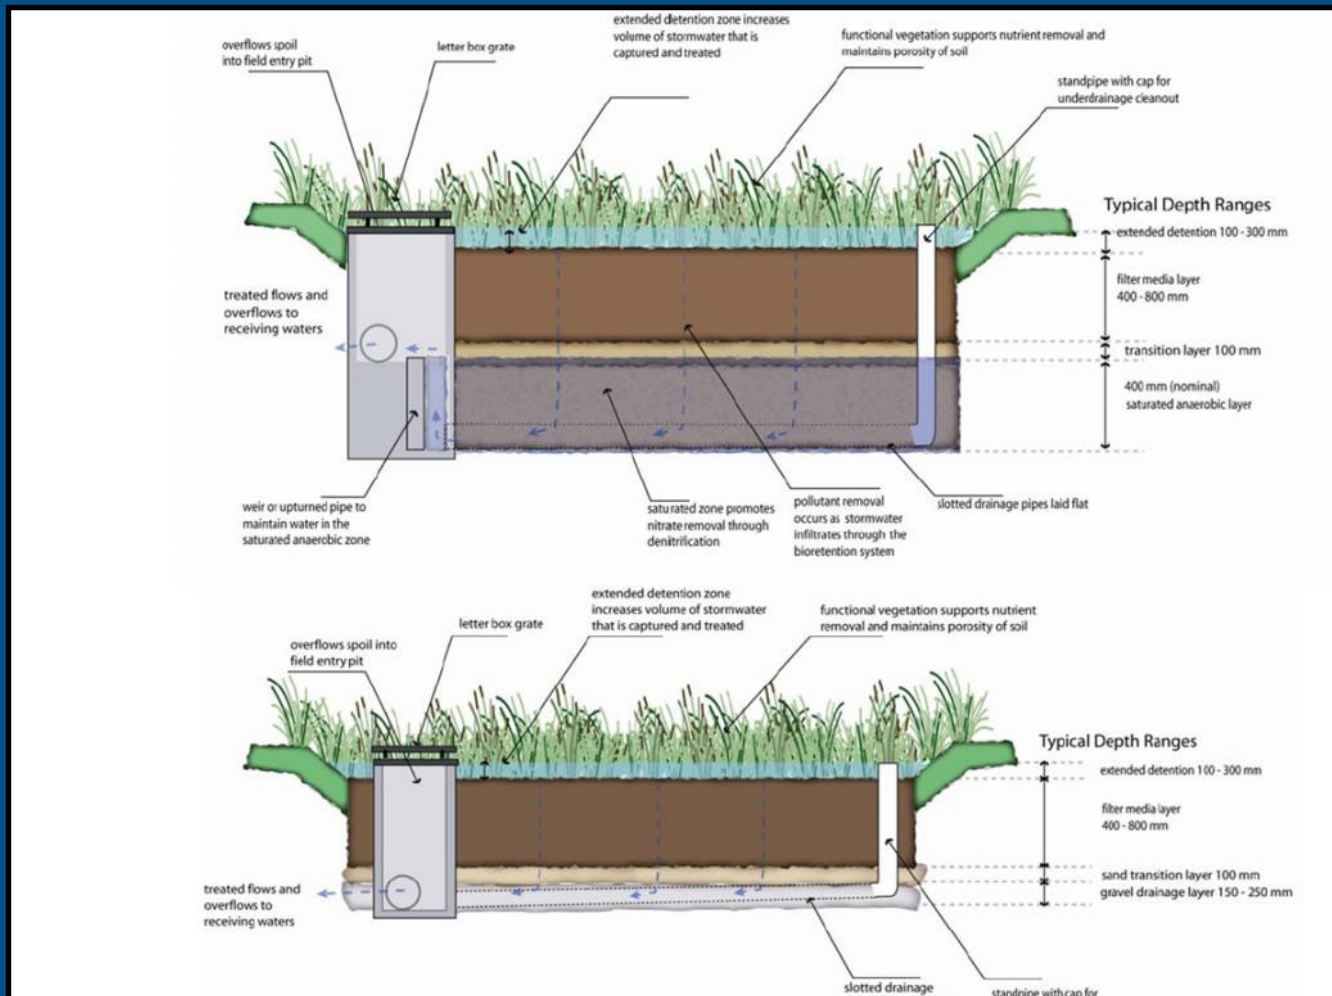 extended detention zone increases
volume of stormwater that is
captured and treated
functional vegetation supports nutrient removal and
maintains porosity of soil
overflows spoil
into field entry pit
letter box grate
standpipe with cap for
underdrainage cleanout
Typical Depth Ranges
extended detention 100 - 300 mm
filter media layer
400 - 800 mm
treated flows and
overflows to
receiving waters
transition layer 100 mm
400 mm (nominal)
saturated anaerobic layer
weir or upturned pipe to
maintain water in the
saturated anaerobic zone
saturated zone promotes
nitrate removal through
denitrification
pollutant removal
occurs as stormwater
infiltrates through the
bioretention system
slotted drainage pipes laid flat
extended detention zone
increases volume of stormwater
that is captured and treated
functional vegetation supports nutrient
removal and maintains porosity of soil
letter box grate
overflows spoil into
field entry pit
Typical Depth Ranges
extended detention 100 - 300 mm
filter media layer
400 - 800 mm
sand transition layer 100 mm
gravel drainage layer 150 - 250 mm
treated flows and
overflows to
receiving waters
slotted drainage
standpipe with cap for